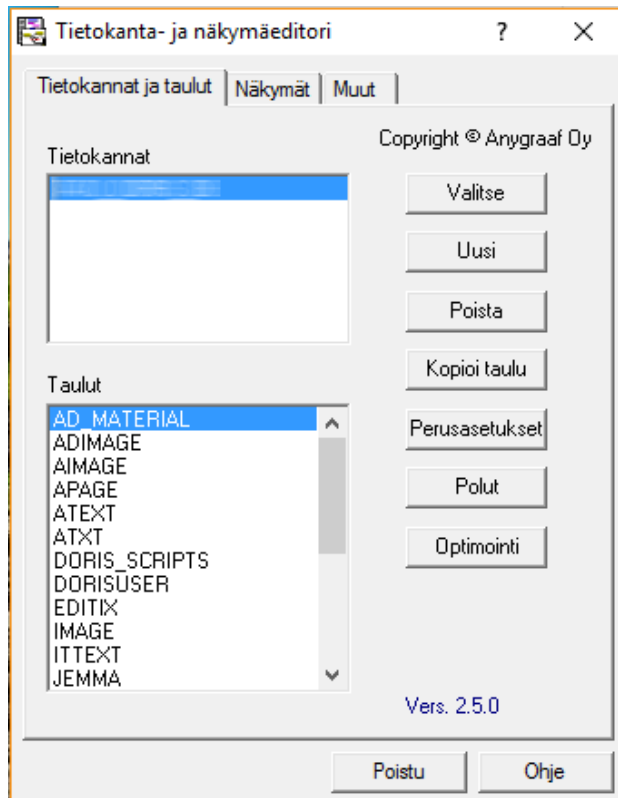 Tietokanta- ja näkymäeditori
Tietokannat ja taulut
Näkymät
Muut
Copyright © Anygraaf Oy
Tietokannat
Valitse
Uusi
Poista
Kopioi taulu
Perusasetukset
Polut
Optimointi
Taulut
AD_MATERIAL
ADIMAGE
AIMAGE
APAGE
ATEXT
ATXT
DORIS_SCRIPTS
DORISUSER
EDITIX
IMAGE
ITTEXT
JEMMA
Vers. 2.5.0
Poistu
Ohje